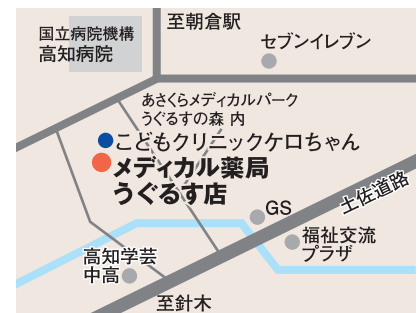 至朝倉駅
国立病院機構
高知病院
セブンイレブン
あさくらメディカルパーク
うぐるすの森 内
こどもクリニックケロちゃん
メディカル薬局
うぐるす店
土佐道路
GS
福祉交流
プラザ
高知学芸
中高
至針木